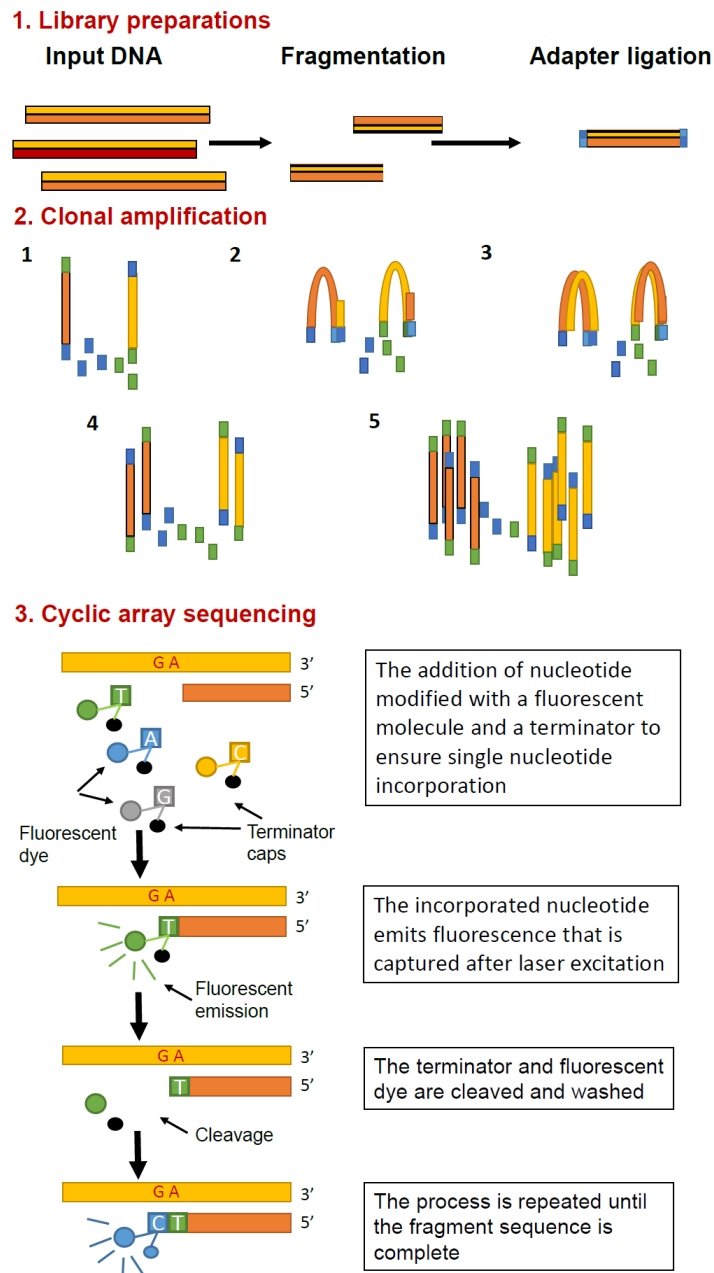 1. Library preparations
Input DNA
Fragmentation
Adapter ligation
2. Clonal amplification
1
2
3
4
5
3. Cyclic array sequencing
G A
3’
5’
T
A
C
G
Fluorescent
dye
Terminator
caps
The addition of nucleotide
modified with a fluorescent
molecule and a terminator to
ensure single nucleotide
incorporation
G A
3’
T
5’
Fluorescent
emission
The incorporated nucleotide
emits fluorescence that is
captured after laser excitation
G A
3’
T
5’
Cleavage
The terminator and fluorescent
dye are cleaved and washed
G A
3’
C T
5’
The process is repeated until
the fragment sequence is
complete